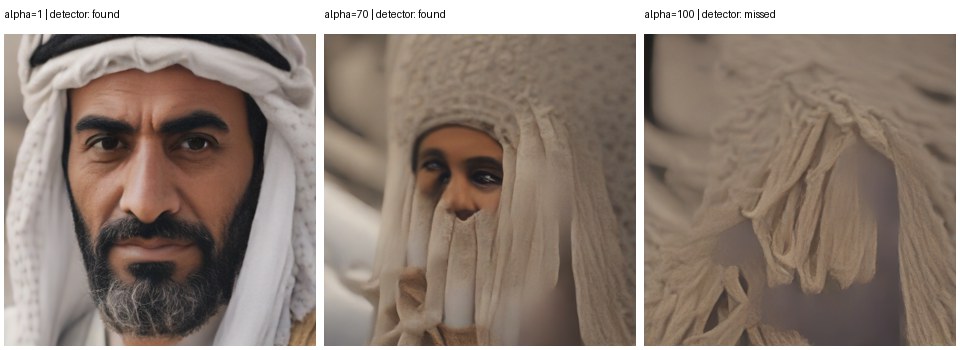 alpha=1 | detector: found
alpha=70 | detector: found
alpha=100 | detector: missed